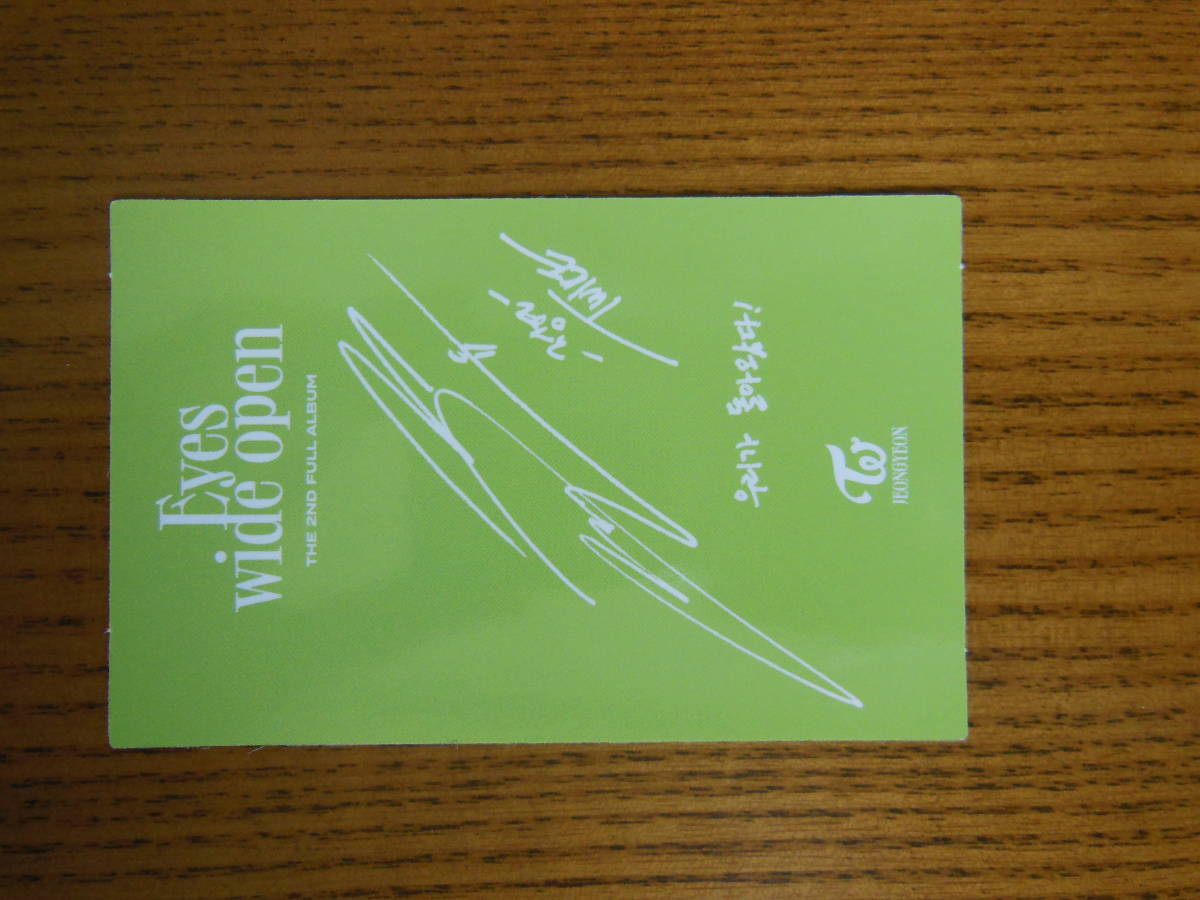 Eyes
wide open
THE 2ND FULL ALBUM
우리가 돌아왔다!
JEONGYEON